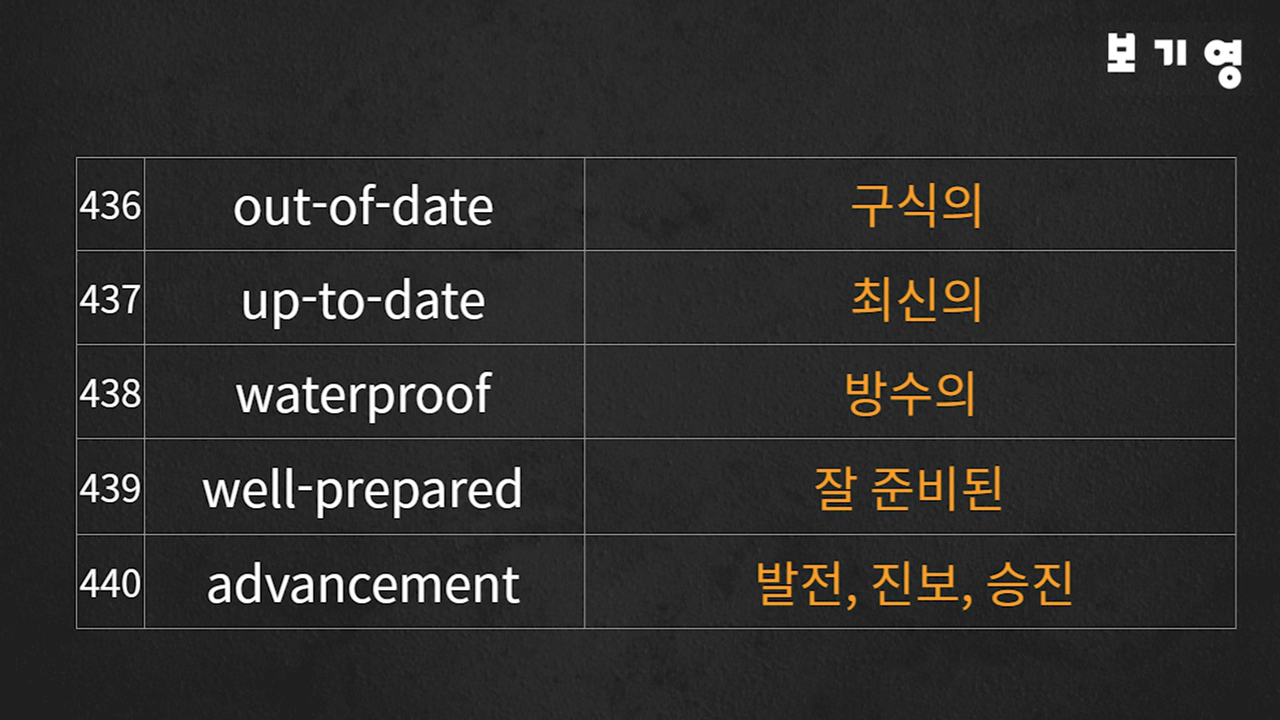 보기영
436 out-of-date 구식의
437 up-to-date 최신의
438 waterproof 방수의
439 well-prepared 잘 준비된
440 advancement 발전, 진보, 승진